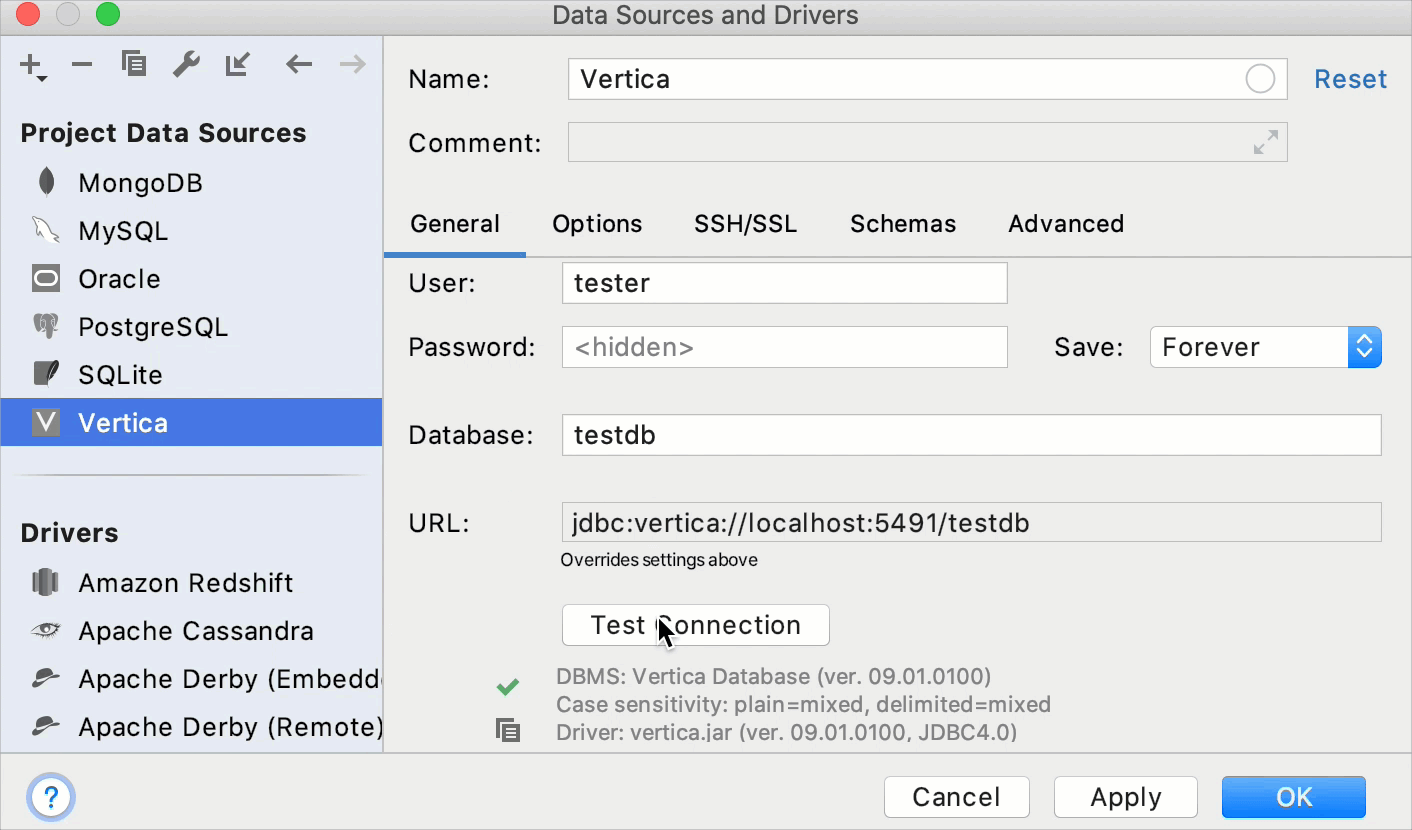 Data Sources and Drivers
Project Data Sources
MongoDB
MySQL
Oracle
PostgreSQL
SQLite
Vertica
Drivers
Amazon Redshift
Apache Cassandra
Apache Derby (Embedd
Apache Derby (Remote)
Name: Vertica Reset
Comment:
General Options SSH/SSL Schemas Advanced
User: tester
Password: <hidden> Save: Forever
Database: testdb
URL: jdbc:vertica://localhost:5491/testdb
Overrides settings above
Test Connection
DBMS: Vertica Database (ver. 09.01.0100)
Case sensitivity: plain=mixed, delimited=mixed
Driver: vertica.jar (ver. 09.01.0100, JDBC4.0)
? Cancel Apply OK